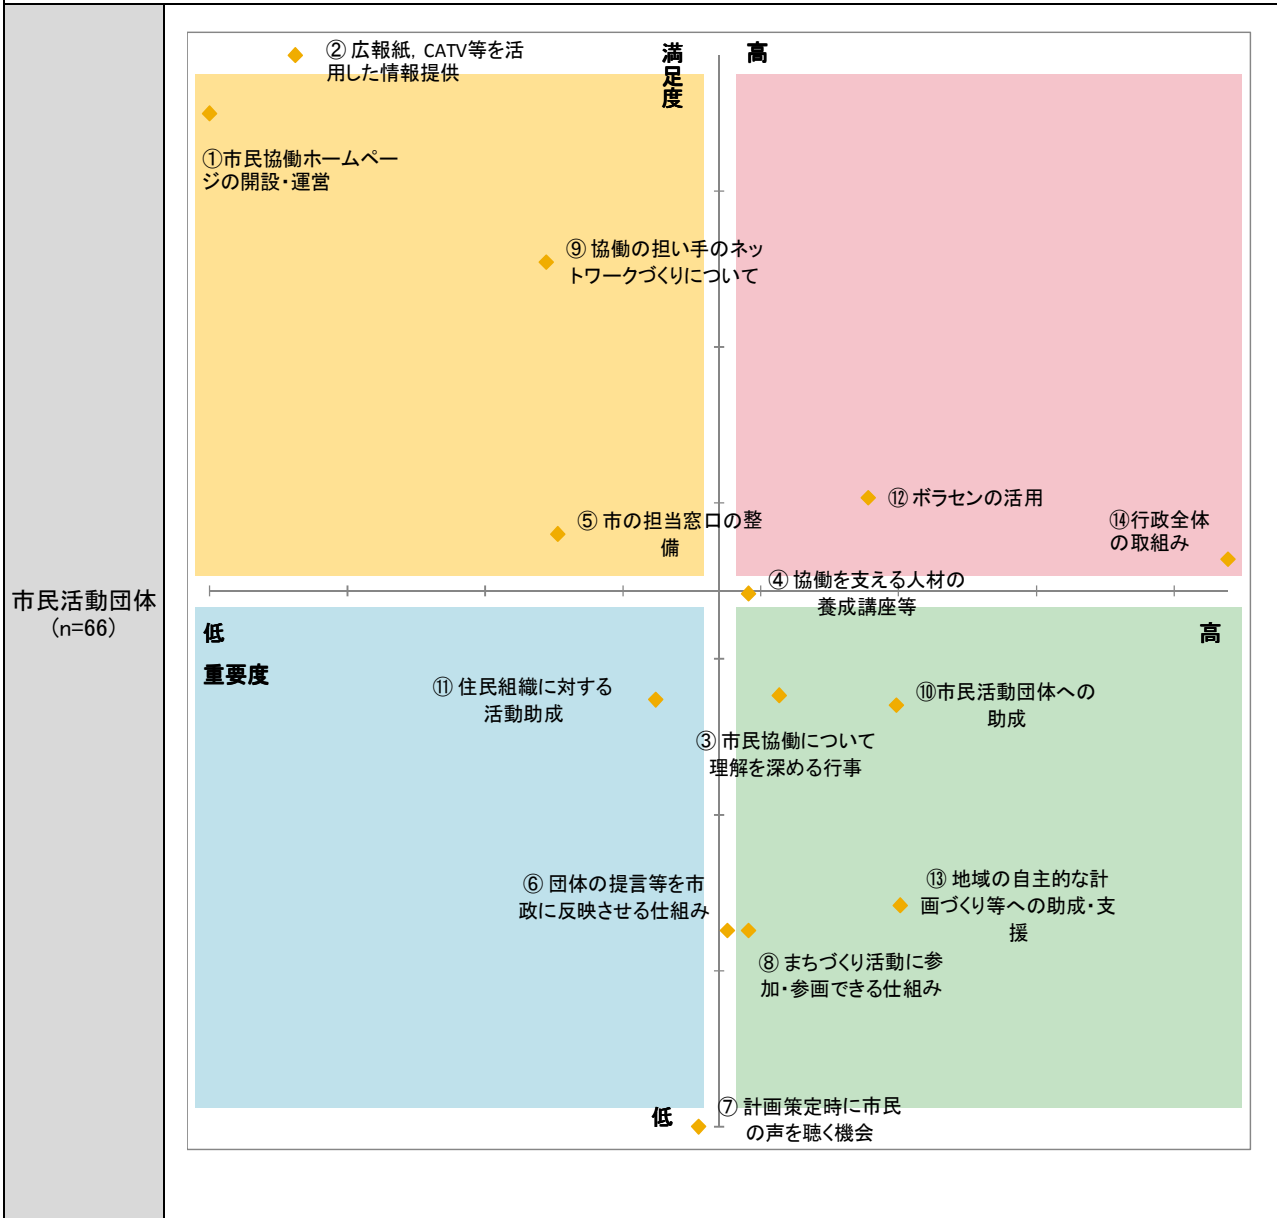 市民活動団体
(n=66)
② 広報紙，CATV等を活
用した情報提供
満足度
高
①市民協働ホームペー
ジの開設・運営
⑨ 協働の担い手のネッ
トワークづくりについて
⑫ ボラセンの活用
⑤ 市の担当窓口の整
備
⑭行政全体
の取組み
④ 協働を支える人材の
養成講座等
低
重要度
高
⑪ 住民組織に対する
活動助成
⑩市民活動団体への
助成
③ 市民協働について
理解を深める行事
⑥ 団体の提言等を市
政に反映させる仕組み
⑬ 地域の自主的な計
画づくり等への助成・支
援
⑧ まちづくり活動に参
加・参画できる仕組み
低
⑦ 計画策定時に市民
の声を聴く機会